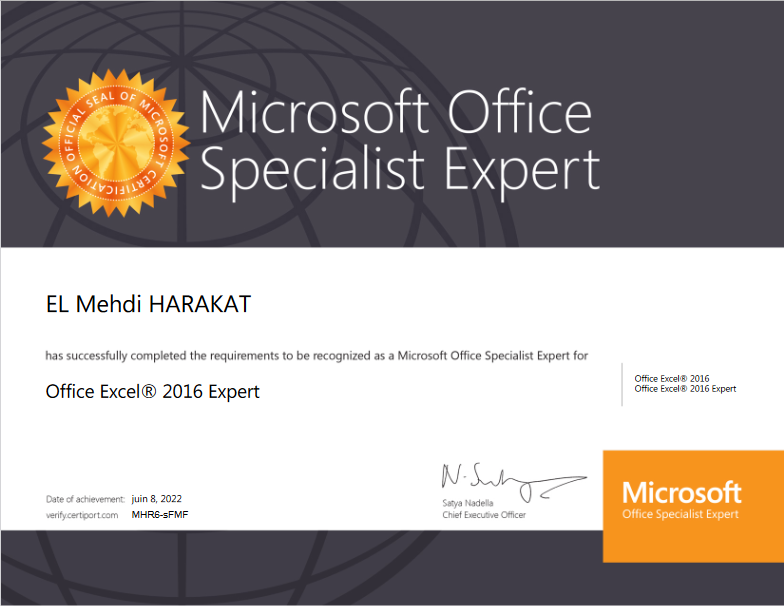 OFFICIAL SEAL OF MICROSOFT CERTIFICATION
Microsoft Office
Specialist Expert
EL Mehdi HARAKAT
has successfully completed the requirements to be recognized as a Microsoft Office Specialist Expert for
Office Excel® 2016 Expert
Office Excel® 2016
Office Excel® 2016 Expert
Date of achievement: juin 8, 2022
verify.certiport.com MHR6-sFMF
N. S
Satya Nadella
Chief Executive Officer
Microsoft
Office Specialist Expert